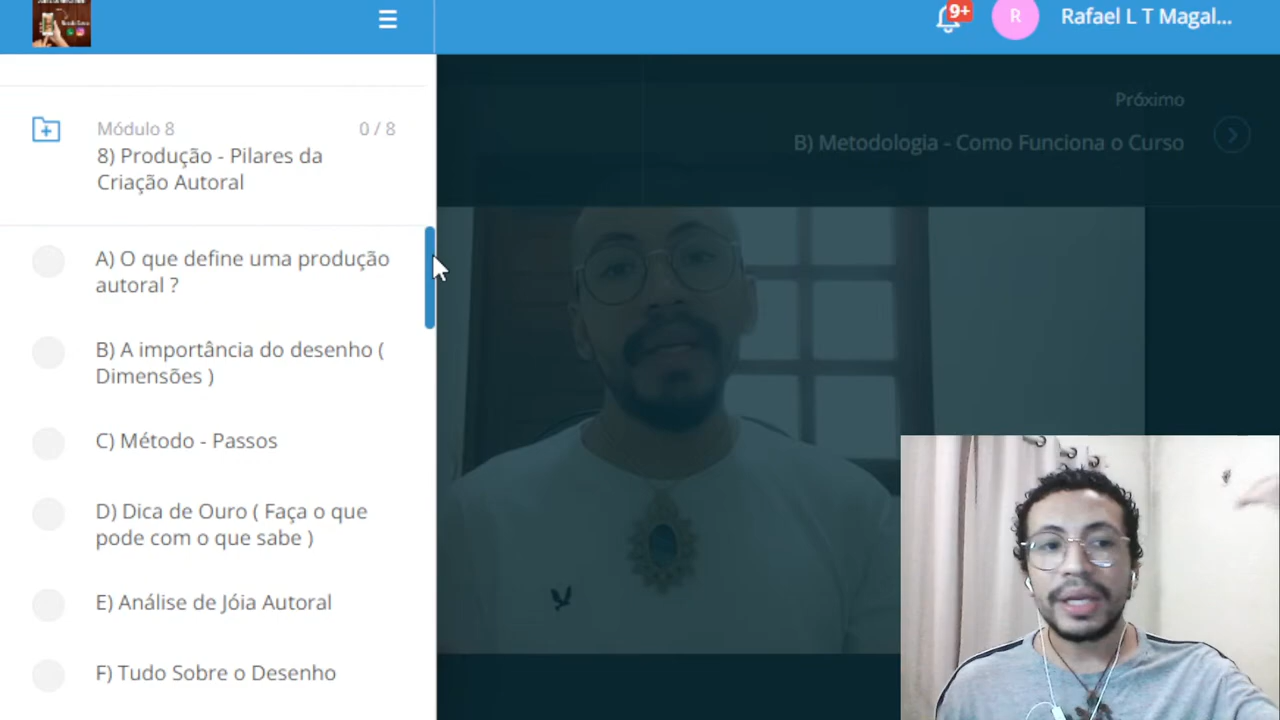 9+
R
Rafael L T Magal...
Módulo 8
0 / 8
8) Produção - Pilares da
Criação Autoral
Próximo
B) Metodologia - Como Funciona o Curso
A) O que define uma produção
autoral ?
B) A importância do desenho (
Dimensões )
C) Método - Passos
D) Dica de Ouro ( Faça o que
pode com o que sabe )
E) Análise de Jóia Autoral
F) Tudo Sobre o Desenho